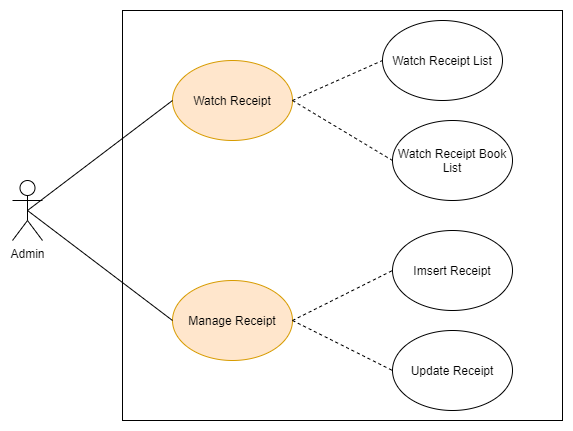 Watch Receipt List
Watch Receipt
Watch Receipt Book
List
Admin
Imsert Receipt
Manage Receipt
Update Receipt